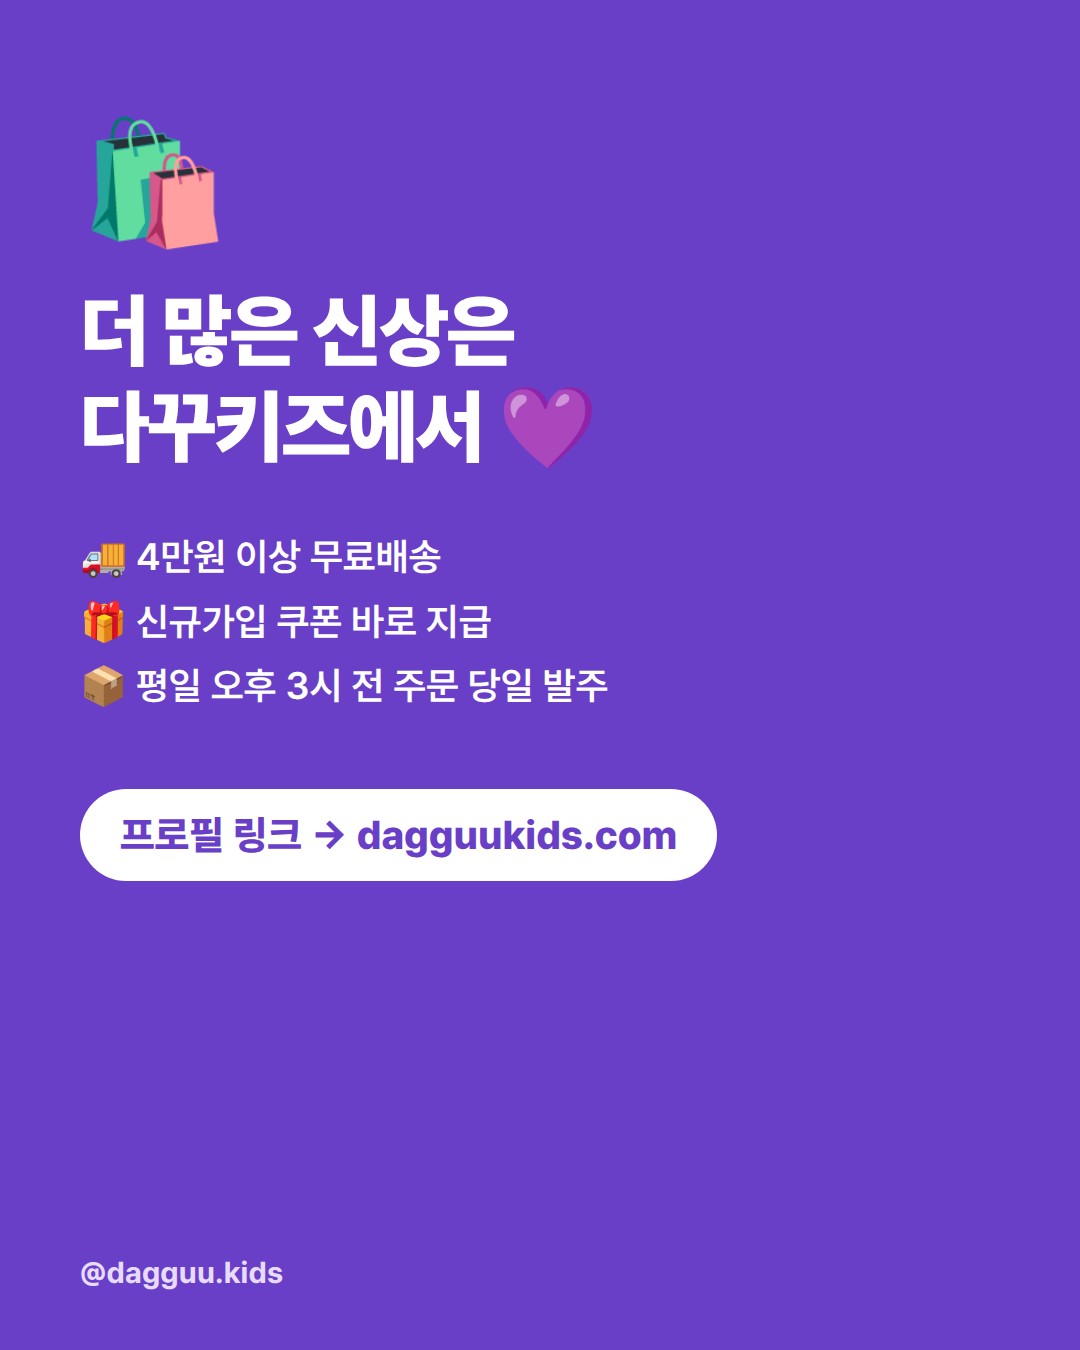 더 많은 신상은
다꾸키즈에서 💜
🚚 4만원 이상 무료배송
🎁 신규가입 쿠폰 바로 지급
📦 평일 오후 3시 전 주문 당일 발주
프로필 링크 → dagguukids.com
@dagguu.kids